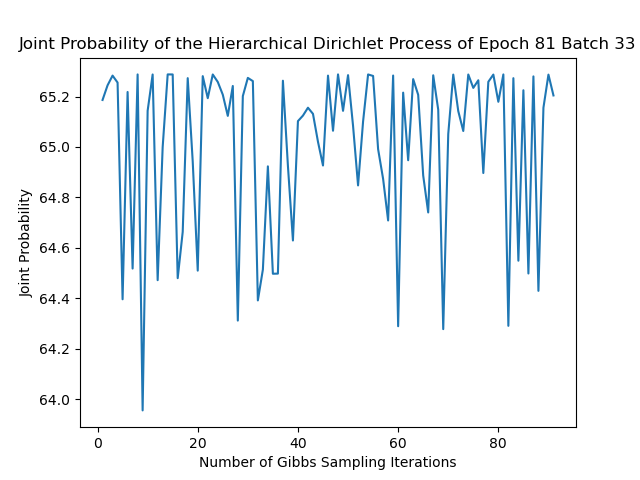 Joint Probability of the Hierarchical Dirichlet Process of Epoch 81 Batch 33
Joint Probability
65.2
65.0
64.8
64.6
64.4
64.2
64.0
0 20 40 60 80
Number of Gibbs Sampling Iterations